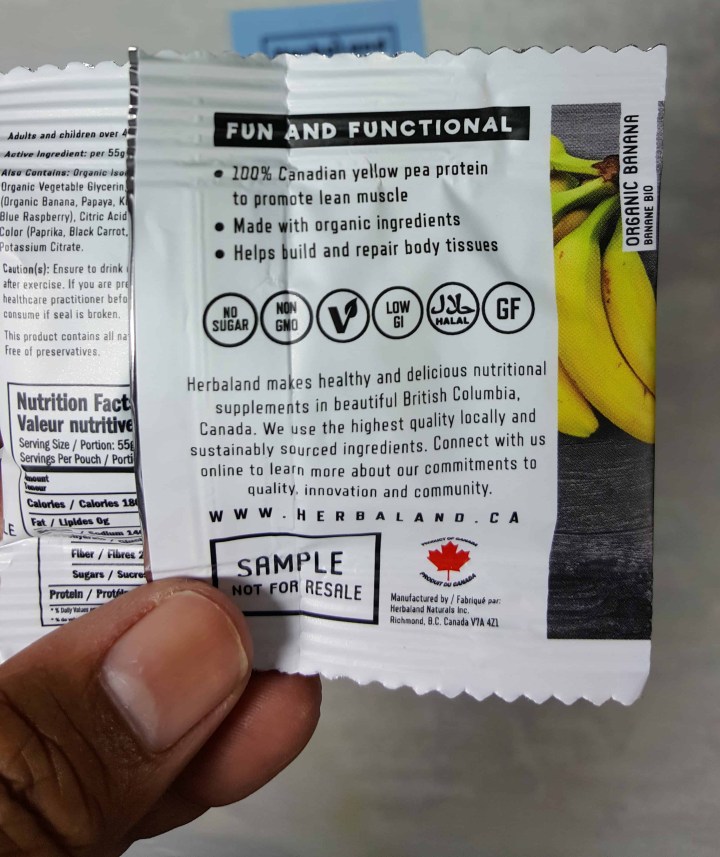 Adults and children over 4
Active Ingredient: per 55g
Also Contains: Organic
Organic Vegetable Glycerin,
(Organic Banana, Papaya,
Blue Raspberry), Citric Acid
Color (Paprika, Black Carrot,
Potassium Citrate.
Caution(s): Ensure to drink
after exercise. If you are
healthcare practitioner
consume if seal is broken.
This product contains all
Free of preservatives.
Nutrition
Valeur nutritive
Serving Size / Portion: 55g
Servings Per Pouch /
Amount
Teneur
Calories / Calories
Fat / Lipides 0g
Fiber / Fibres
Sugars /
Protein /
FUN AND FUNCTIONAL
• 100% Canadian yellow pea protein
to promote lean muscle
• Made with organic ingredients
• Helps build and repair body tissues
NO
SUGAR
NON
GMO
V
LOW
GI
حلال
HALAL
GF
Herbaland makes healthy and delicious nutritional
supplements in beautiful British Columbia,
Canada. We use the highest quality locally and
sustainably sourced ingredients. Connect with us
online to learn more about our commitments to
quality, innovation and community.
WWW.HERBALAND.CA
SAMPLE
NOT FOR RESALE
PRODUCT OF CANADA
PRODUIT DU CANADA
Manufactured by / Fabriqué par:
Herbaland Naturals Inc.
Richmond, B.C. Canada V7A 4Z1
ORGANIC BANANA
BANANE BIO